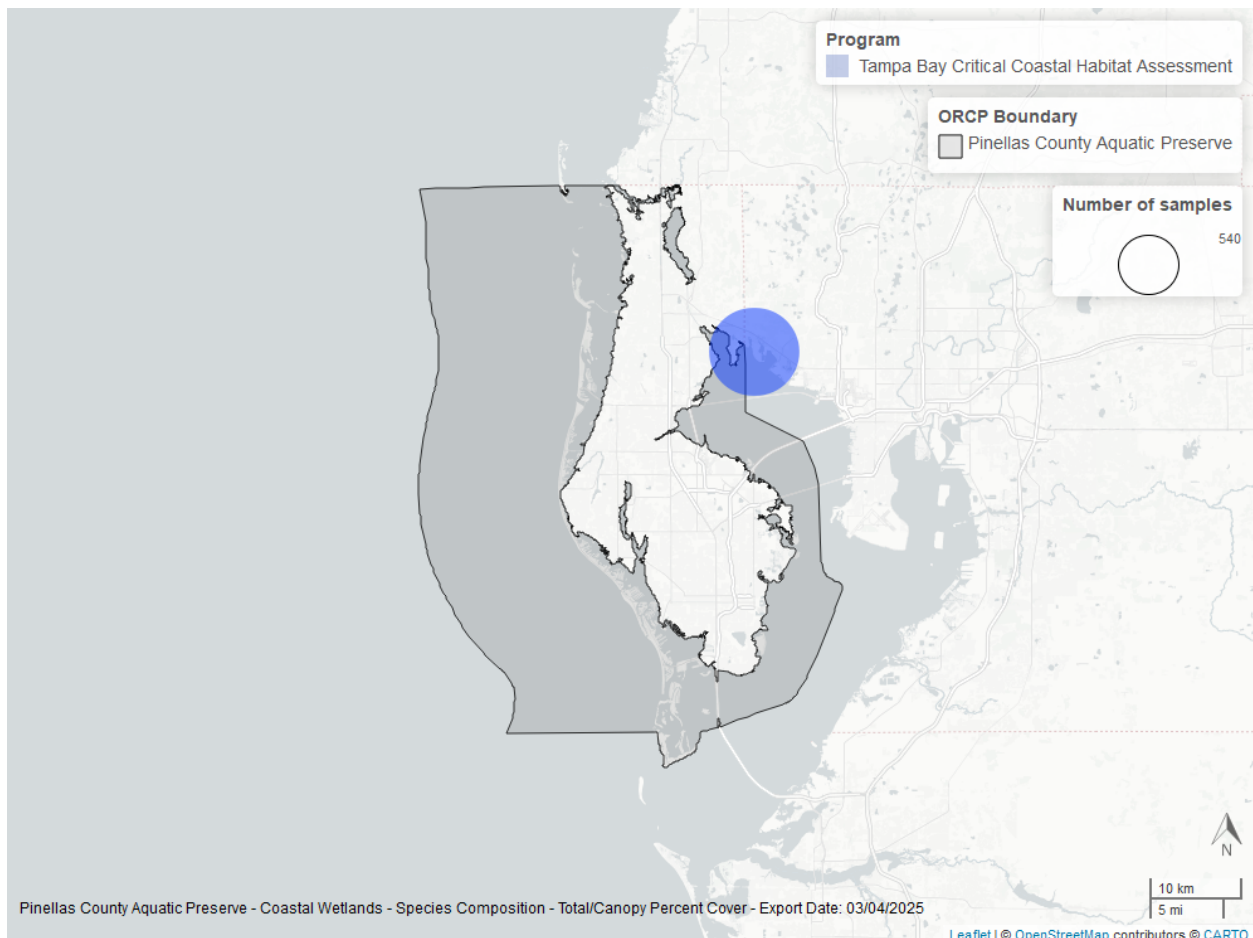 Program
Tampa Bay Critical Coastal Habitat Assessment
ORCP Boundary
Pinellas County Aquatic Preserve
Number of samples
540
N
10 km
5 mi
Pinellas County Aquatic Preserve - Coastal Wetlands - Species Composition - Total/Canopy Percent Cover - Export Date: 03/04/2025
Leaflet | © OpenStreetMap contributors © CARTO